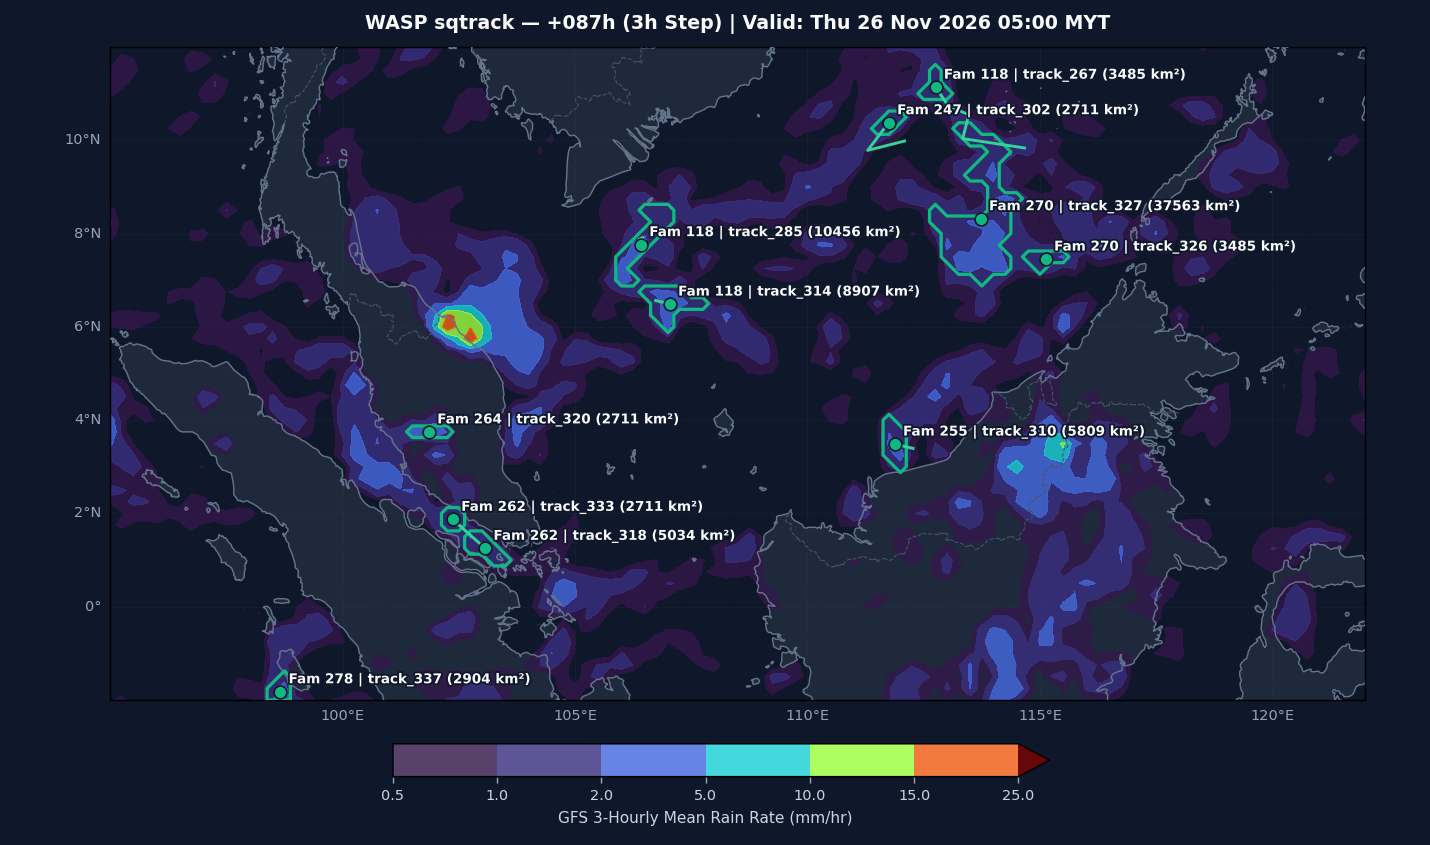 WASP sqtrack — +087h (3h Step) | Valid: Thu 26 Nov 2026 05:00 MYT
Fam 118 | track_267 (3485 km²)
Fam 247 | track_302 (2711 km²)
10°N
Fam 270 | track_327 (37563 km²)
8°N
Fam 118 | track_285 (10456 km²)
Fam 270 | track_326 (3485 km²)
Fam 118 | track_314 (8907 km²)
6°N
4°N
Fam 264 | track_320 (2711 km²)
Fam 255 | track_310 (5809 km²)
2°N
Fam 262 | track_333 (2711 km²)
Fam 262 | track_318 (5034 km²)
0°
Fam 278 | track_337 (2904 km²)
100°E 105°E 110°E 115°E 120°E
0.5 1.0 2.0 5.0 10.0 15.0 25.0
GFS 3-Hourly Mean Rain Rate (mm/hr)